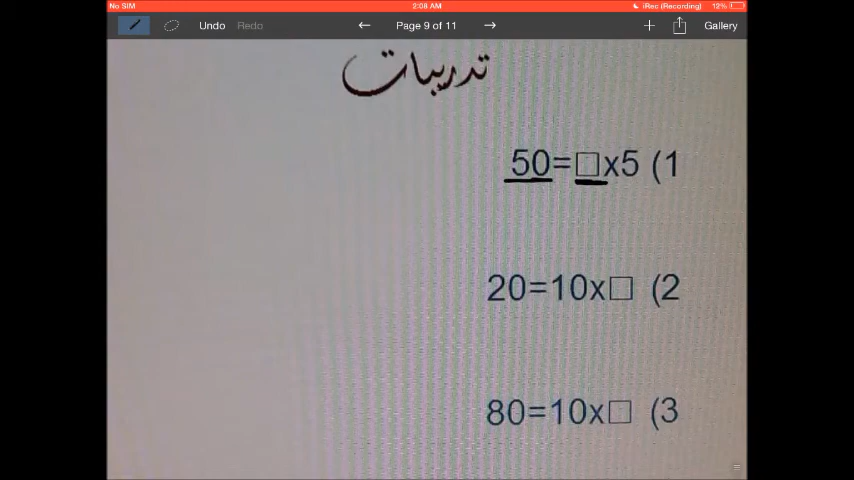 No SIM 2:08 AM iRec (Recording) 12%
Undo Redo Page 9 of 11 Gallery
تدريبات
50=□x5 (1
20=10x□ (2
80=10x□ (3